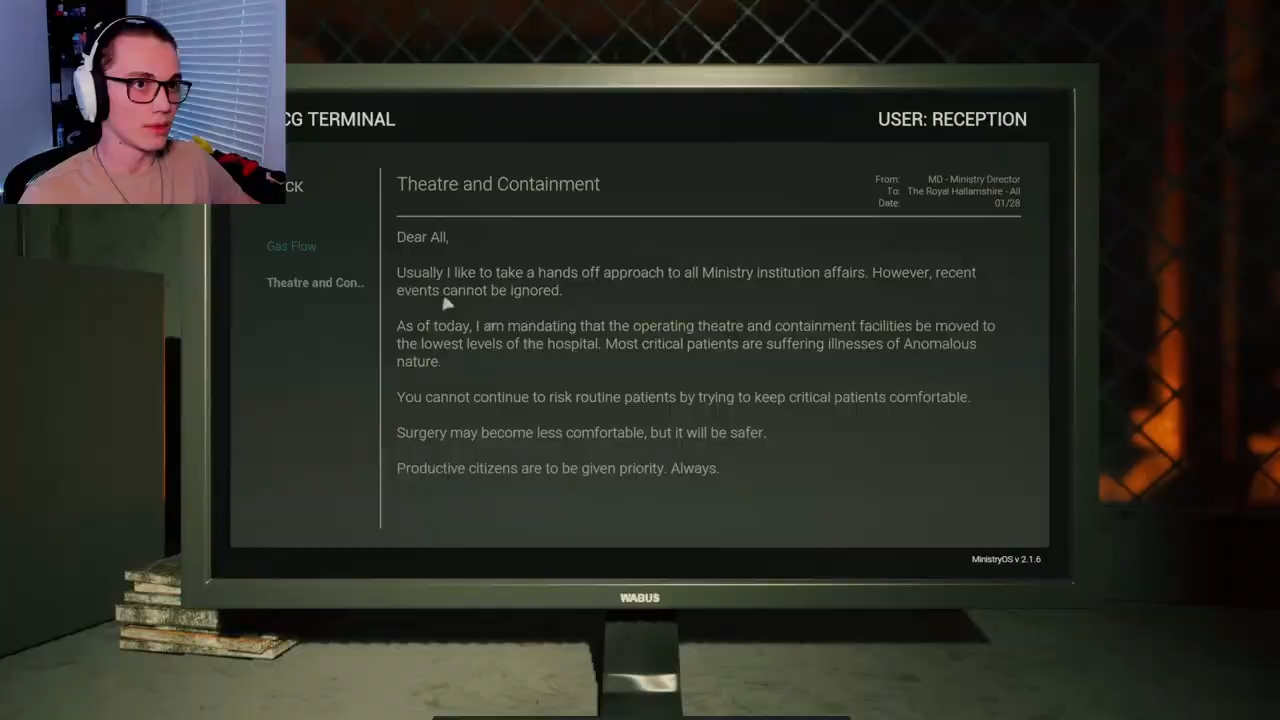 CG TERMINAL
USER: RECEPTION
CK
Theatre and Containment
From: MD - Ministry Director
To: The Royal Hallamshire - All
Date: 01/28
Gas Flow
Theatre and Con..
Dear All,
Usually I like to take a hands off approach to all Ministry institution affairs. However, recent
events cannot be ignored.
As of today, I am mandating that the operating theatre and containment facilities be moved to
the lowest levels of the hospital. Most critical patients are suffering illnesses of Anomalous
nature.
You cannot continue to risk routine patients by trying to keep critical patients comfortable.
Surgery may become less comfortable, but it will be safer.
Productive citizens are to be given priority. Always.
MinistryOS v 2.1.6
WABUS